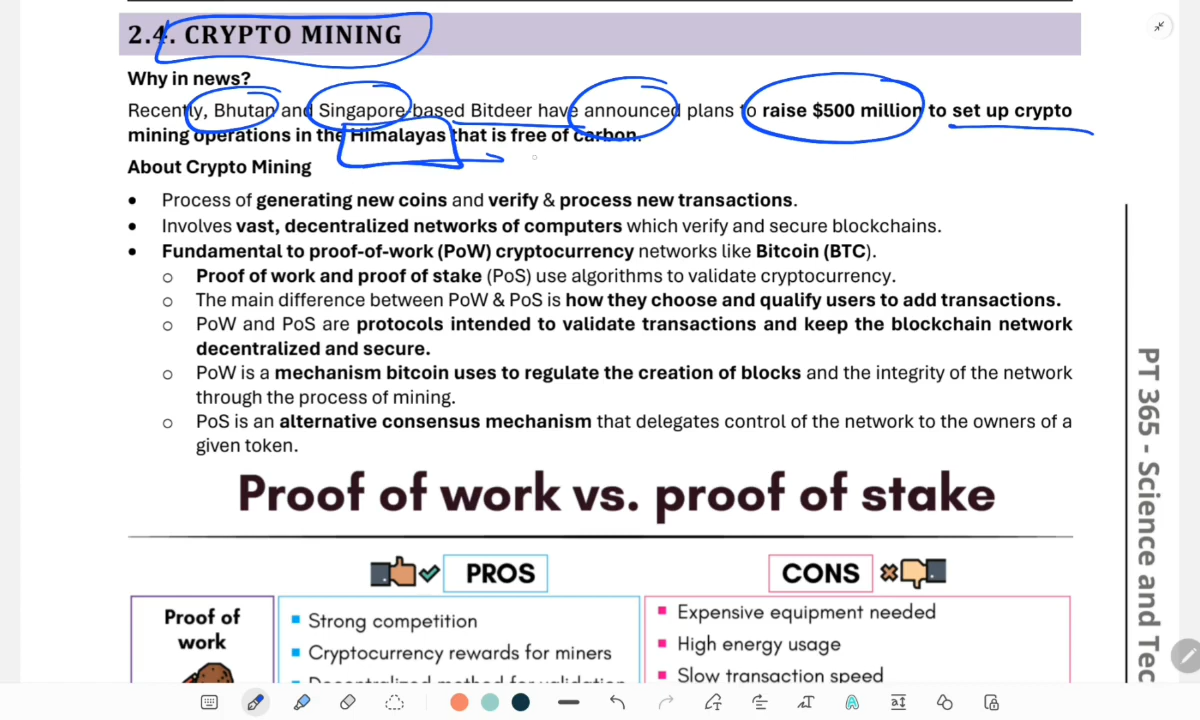 2.4. CRYPTO MINING
Why in news?
Recently, Bhutan and Singapore-based Bitdeer have announced plans to raise $500 million to set up crypto
mining operations in the Himalayas that is free of carbon.
About Crypto Mining
• Process of generating new coins and verify & process new transactions.
• Involves vast, decentralized networks of computers which verify and secure blockchains.
• Fundamental to proof-of-work (PoW) cryptocurrency networks like Bitcoin (BTC).
o Proof of work and proof of stake (PoS) use algorithms to validate cryptocurrency.
o The main difference between PoW & PoS is how they choose and qualify users to add transactions.
o PoW and PoS are protocols intended to validate transactions and keep the blockchain network
decentralized and secure.
o PoW is a mechanism bitcoin uses to regulate the creation of blocks and the integrity of the network
through the process of mining.
o PoS is an alternative consensus mechanism that delegates control of the network to the owners of a
given token.
Proof of work vs. proof of stake
PROS
CONS
Proof of
work
Strong competition
Cryptocurrency rewards for miners
Expensive equipment needed
High energy usage
Slow transaction speed
PT 365 - Science and Tec